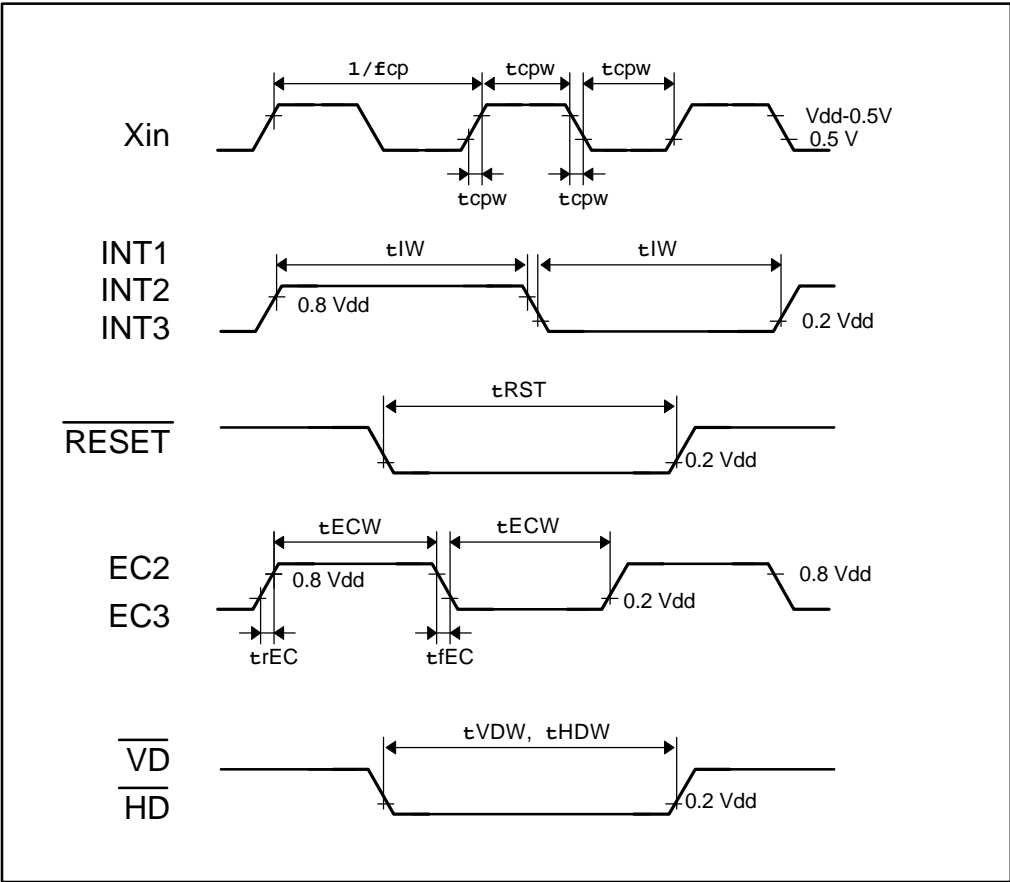 1/fcp tcpw tcpw
Xin
Vdd-0.5V
0.5 V
tcpw tcpw
INT1
INT2
INT3
tIW tIW
0.8 Vdd
0.2 Vdd
tRST
RESET
0.2 Vdd
tECW tECW
EC2
EC3
0.8 Vdd
0.2 Vdd
0.8 Vdd
trEC tfEC
tVDW, tHDW
VD
HD
0.2 Vdd